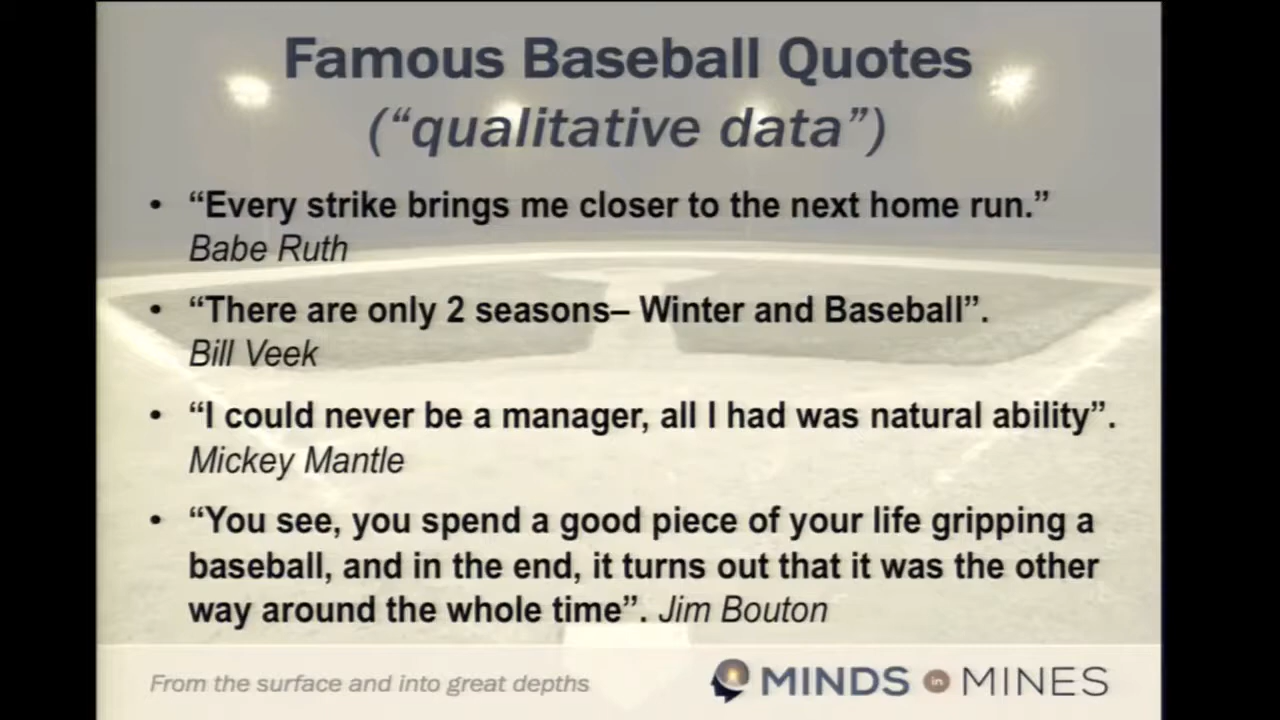 Famous Baseball Quotes
(“qualitative data”)
• “Every strike brings me closer to the next home run.”
Babe Ruth
• “There are only 2 seasons– Winter and Baseball”.
Bill Veek
• “I could never be a manager, all I had was natural ability”.
Mickey Mantle
• “You see, you spend a good piece of your life gripping a
baseball, and in the end, it turns out that it was the other
way around the whole time”. Jim Bouton
From the surface and into great depths
MINDS in MINES